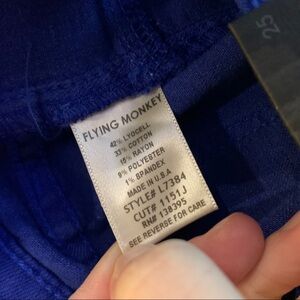 25
FLYING MONKEY
42% LYOCELL
33% COTTON
15% RAYON
9% POLYESTER
1% SPANDEX
MADE IN U.S.A
STYLE# L7384
CUT# 1151J
RN# 138395
SEE REVERSE FOR CARE